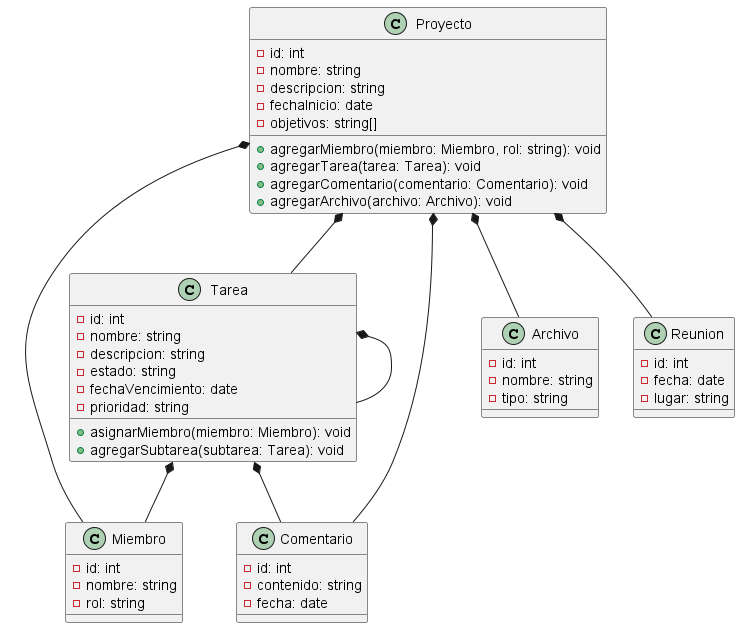 C Proyecto
id: int
nombre: string
descripcion: string
fechaInicio: date
objetivos: string[]
agregarMiembro(miembro: Miembro, rol: string): void
agregarTarea(tarea: Tarea): void
agregarComentario(comentario: Comentario): void
agregarArchivo(archivo: Archivo): void
C Tarea
id: int
nombre: string
descripcion: string
estado: string
fechaVencimiento: date
prioridad: string
asignarMiembro(miembro: Miembro): void
agregarSubtarea(subtarea: Tarea): void
C Archivo
id: int
nombre: string
tipo: string
C Reunion
id: int
fecha: date
lugar: string
C Miembro
id: int
nombre: string
rol: string
C Comentario
id: int
contenido: string
fecha: date